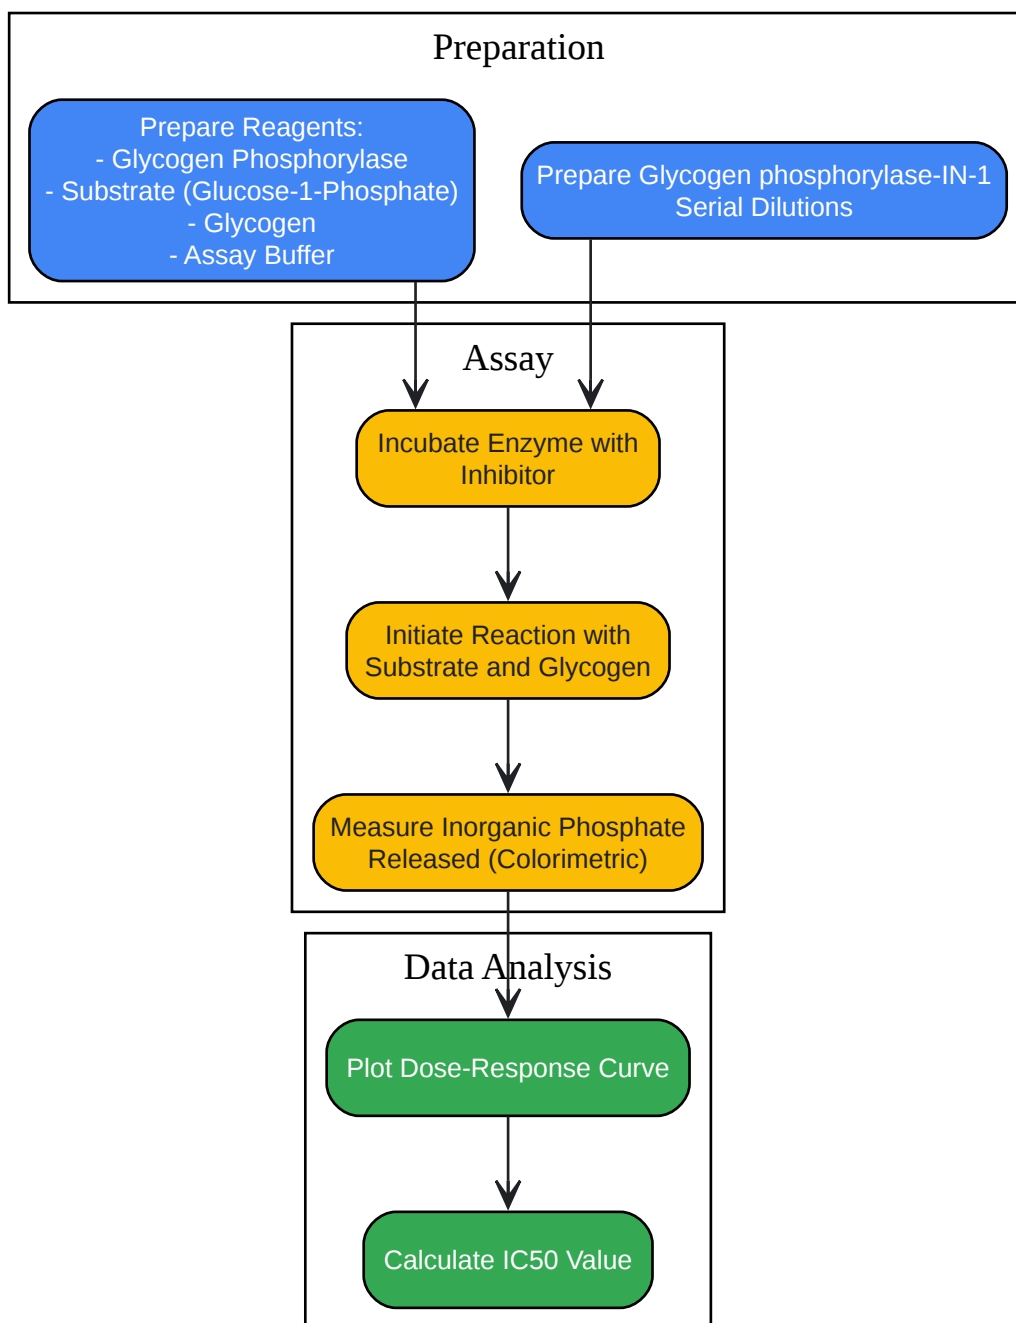 Preparation
Prepare Reagents:
- Glycogen Phosphorylase
- Substrate (Glucose-1-Phosphate)
- Glycogen
- Assay Buffer
Prepare Glycogen phosphorylase-IN-1
Serial Dilutions
Assay
Incubate Enzyme with
Inhibitor
Initiate Reaction with
Substrate and Glycogen
Measure Inorganic Phosphate
Released (Colorimetric)
Data Analysis
Plot Dose-Response Curve
Calculate IC50 Value